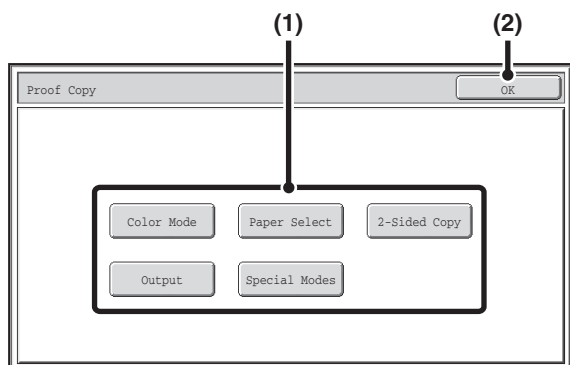 (1) (2)
Proof Copy OK
Color Mode Paper Select 2-Sided Copy
Output Special Modes